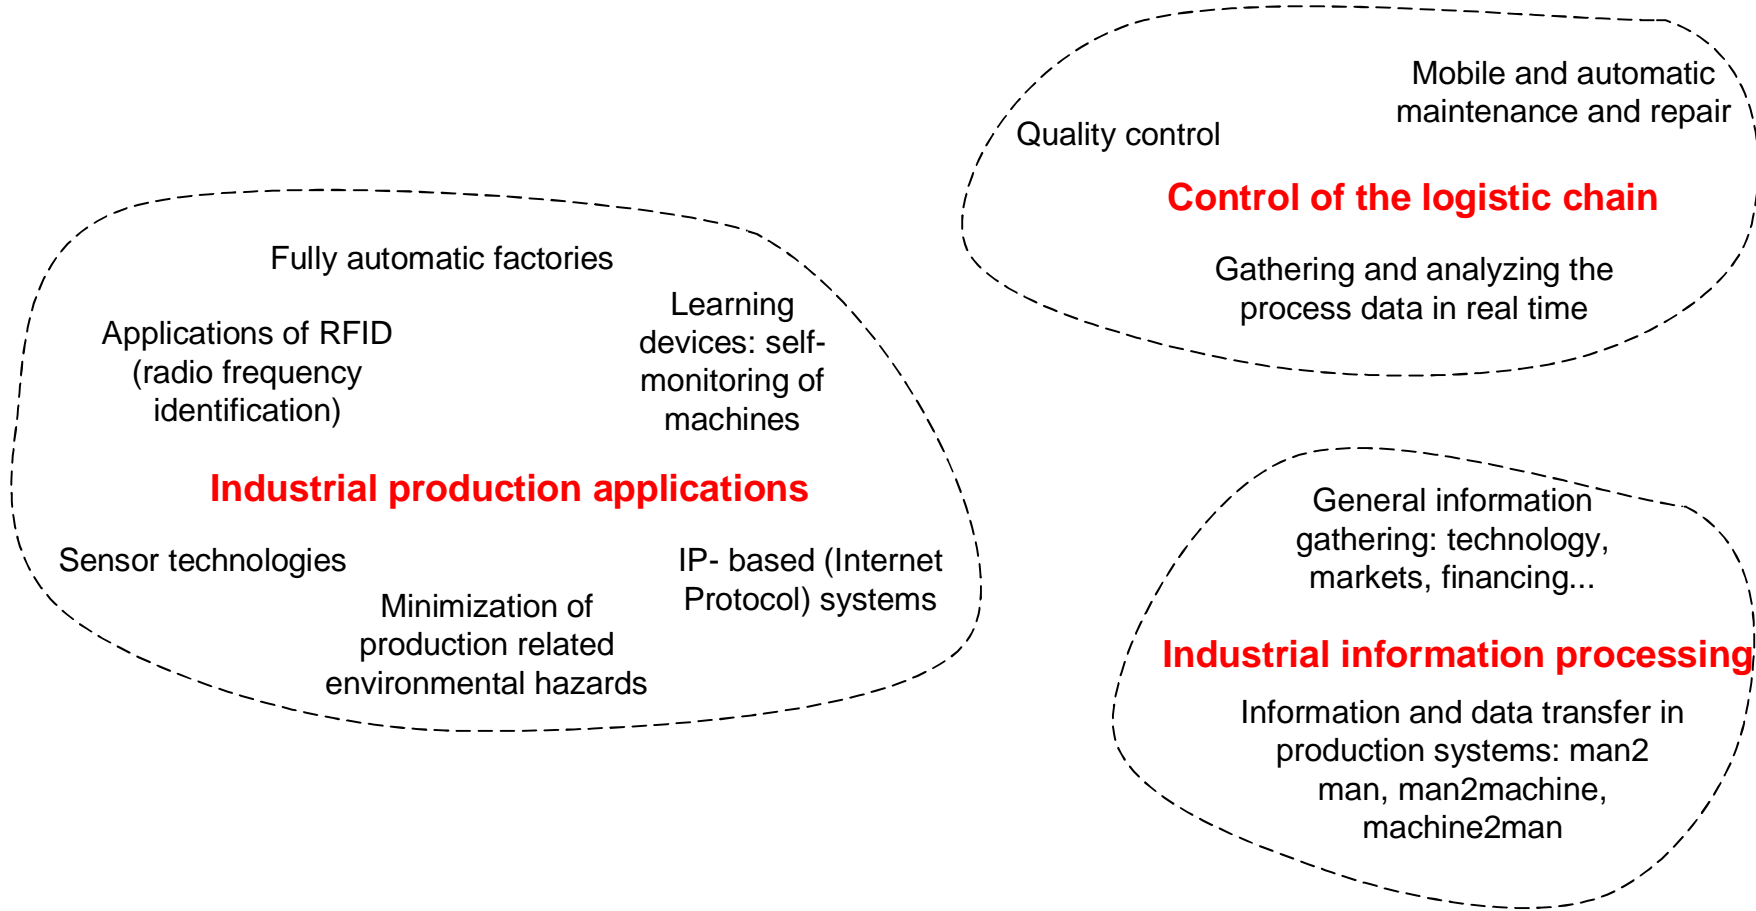 Mobile and automatic
maintenance and repair
Quality control
Control of the logistic chain
Gathering and analyzing the
process data in real time
Fully automatic factories
Applications of RFID
(radio frequency
identification)
Learning
devices: self-
monitoring of
machines
Industrial production applications
Sensor technologies
IP- based (Internet
Protocol) systems
Minimization of
production related
environmental hazards
General information
gathering: technology,
markets, financing...
Industrial information processing
Information and data transfer in
production systems: man2
man, man2machine,
machine2man